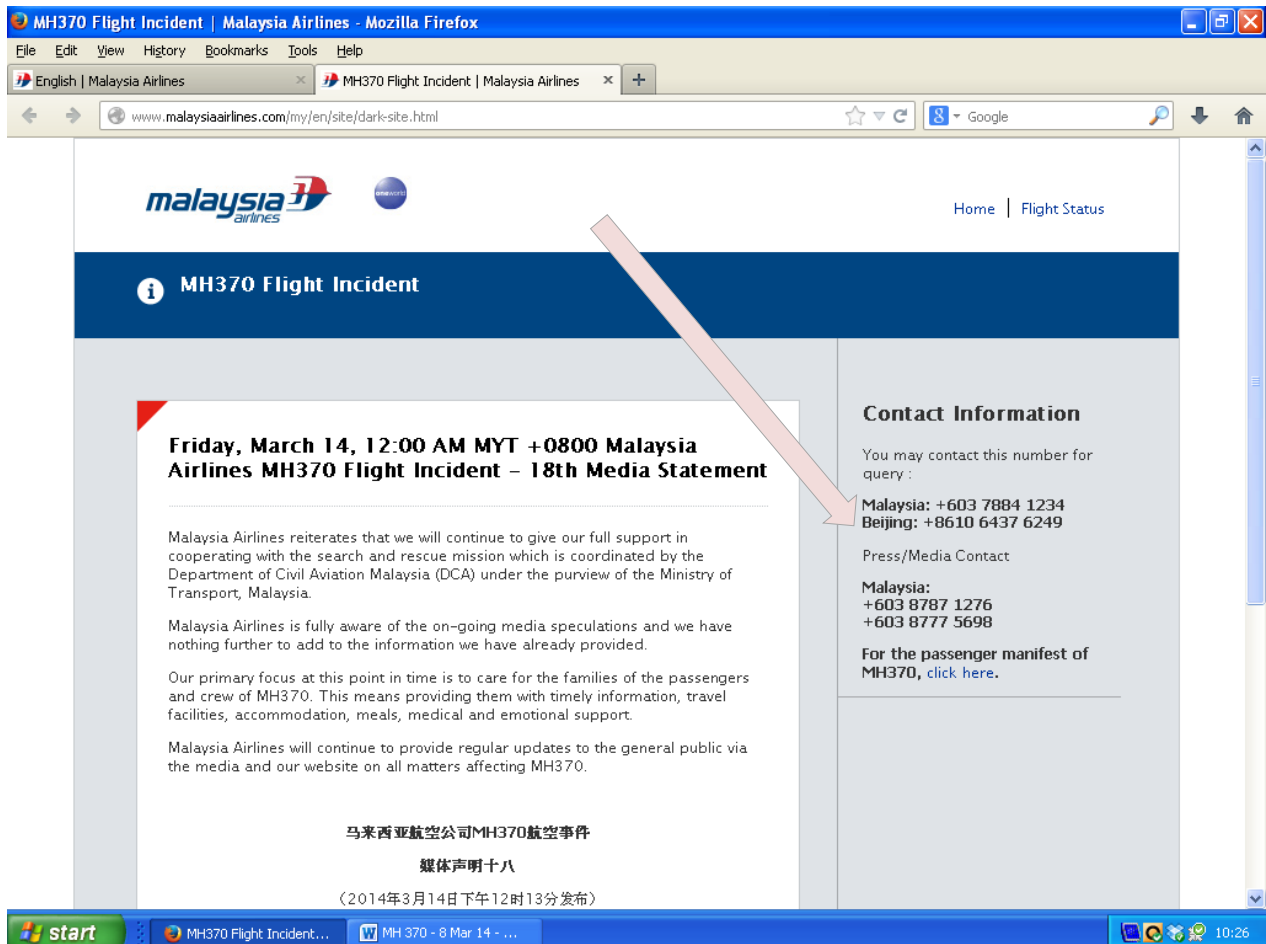 MH370 Flight Incident | Malaysia Airlines - Mozilla Firefox
File Edit View History Bookmarks Tools Help
English | Malaysia Airlines
MH370 Flight Incident | Malaysia Airlines
www.malaysiaairlines.com/my/en/site/dark-site.html
Google
malaysia
airlines
oneworld
Home | Flight Status
MH370 Flight Incident
Friday, March 14, 12:00 AM MYT +0800 Malaysia
Airlines MH370 Flight Incident – 18th Media Statement
Malaysia Airlines reiterates that we will continue to give our full support in
cooperating with the search and rescue mission which is coordinated by the
Department of Civil Aviation Malaysia (DCA) under the purview of the Ministry of
Transport, Malaysia.
Malaysia Airlines is fully aware of the on-going media speculations and we have
nothing further to add to the information we have already provided.
Our primary focus at this point in time is to care for the families of the passengers
and crew of MH370. This means providing them with timely information, travel
facilities, accommodation, meals, medical and emotional support.
Malaysia Airlines will continue to provide regular updates to the general public via
the media and our website on all matters affecting MH370.
马来西亚航空公司MH370航空事件
媒体声明十八
（2014年3月14日下午12时13分发布）
Contact Information
You may contact this number for
query :
Malaysia: +603 7884 1234
Beijing: +8610 6437 6249
Press/Media Contact
Malaysia:
+603 8787 1276
+603 8777 5698
For the passenger manifest of
MH370, click here.
start
MH370 Flight Incident...
MH 370 - 8 Mar 14 - ...
10:26